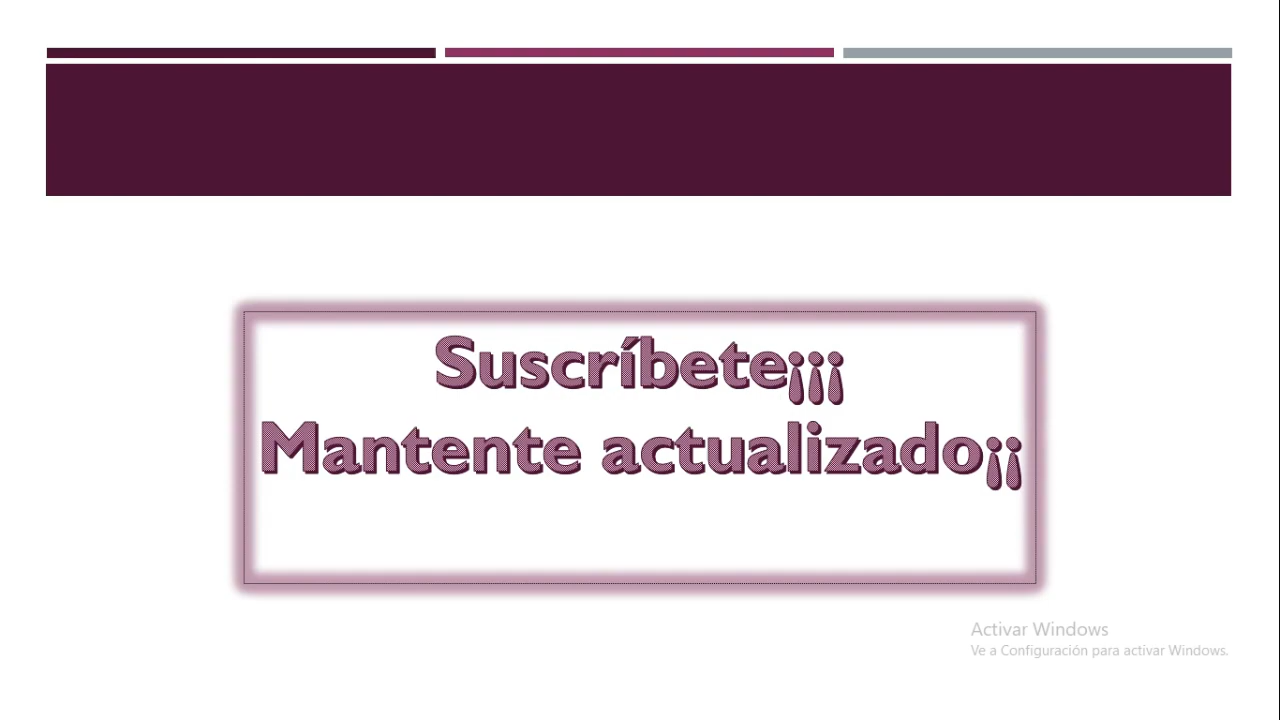 Suscríbete¡¡¡
Mantente actualizado¡¡
Activar Windows
Ve a Configuración para activar Windows.